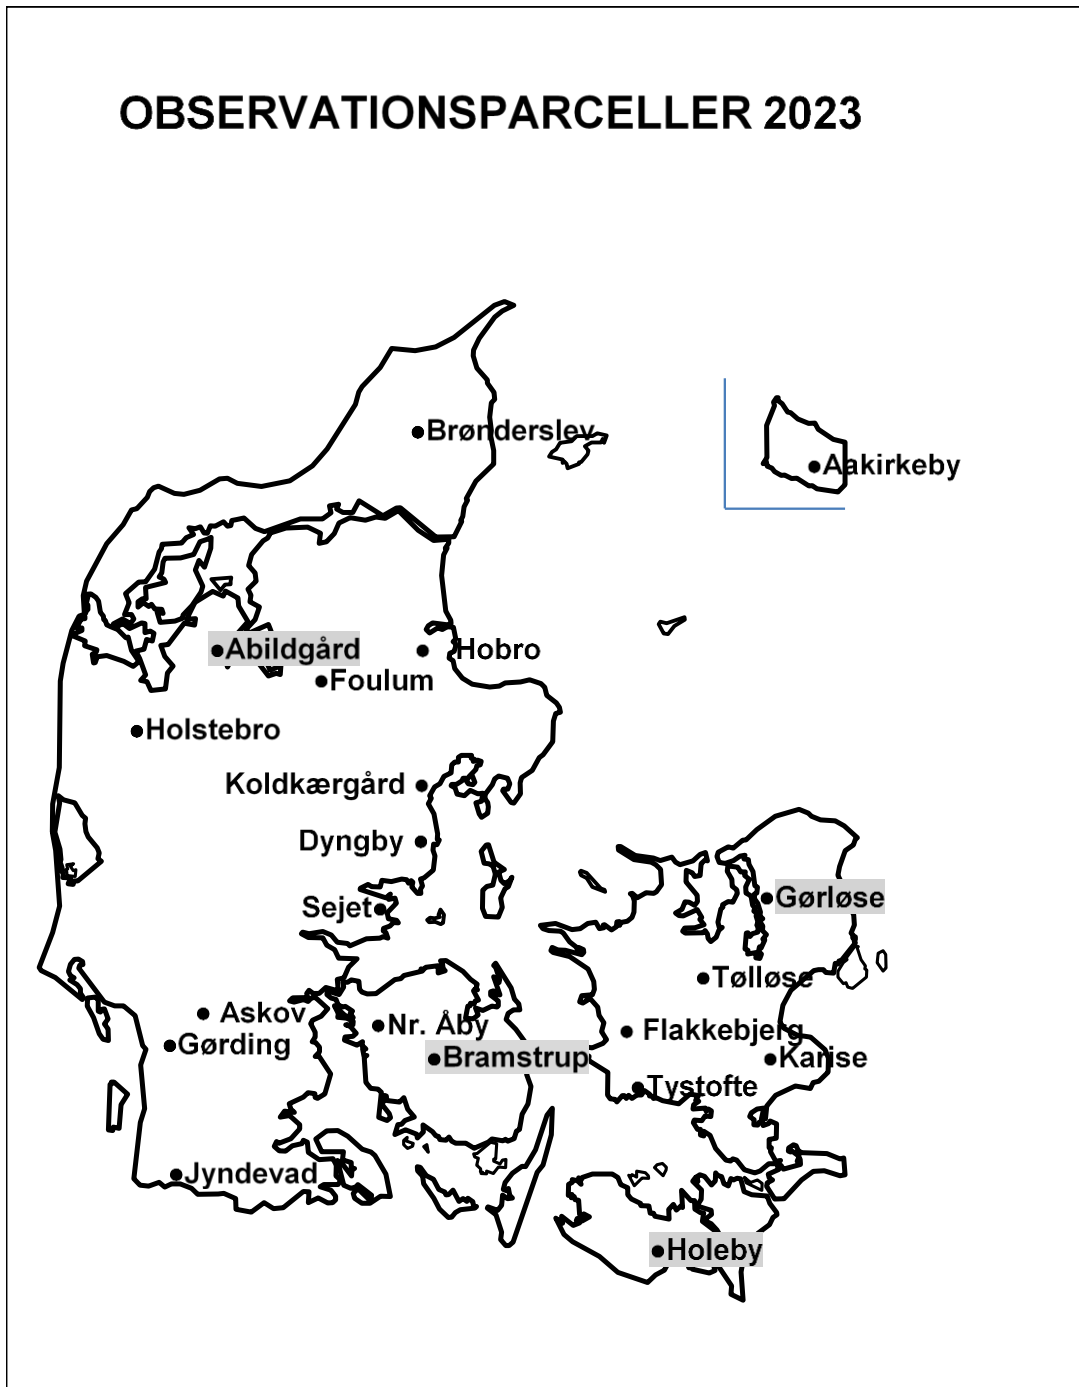 OBSERVATIONSPARCELLER 2023
Brønderslev
Aakirkeby
Abildgård
Hobro
Foulum
Holstebro
Koldkærgård
Dyngby
Gørløse
Sejet
Tølløse
Askov
Nr. Åby
Flakkebjerg
Gørding
Bramstrup
Karise
Tystofte
Jyndevad
Holeby